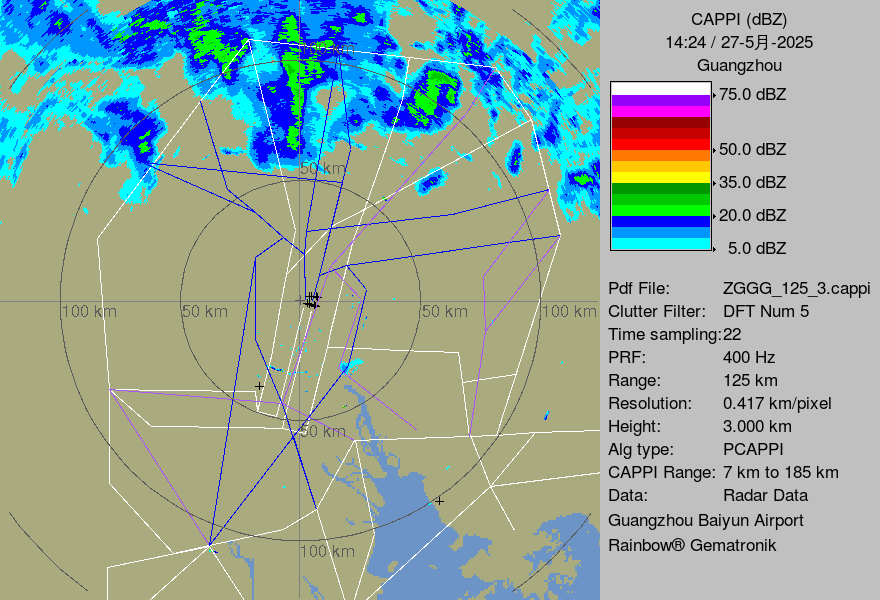 CAPPI (dBZ)
14:24 / 27-5月-2025
Guangzhou
75.0 dBZ
50.0 dBZ
35.0 dBZ
20.0 dBZ
5.0 dBZ
Pdf File: ZGGG_125_3.cappi
Clutter Filter: DFT Num 5
Time sampling:22
PRF: 400 Hz
Range: 125 km
Resolution: 0.417 km/pixel
Height: 3.000 km
Alg type: PCAPPI
CAPPI Range: 7 km to 185 km
Data: Radar Data
Guangzhou Baiyun Airport
Rainbow® Gematronik
100 km
50 km
100 km
50 km
50 km
100 km
50 km
100 km